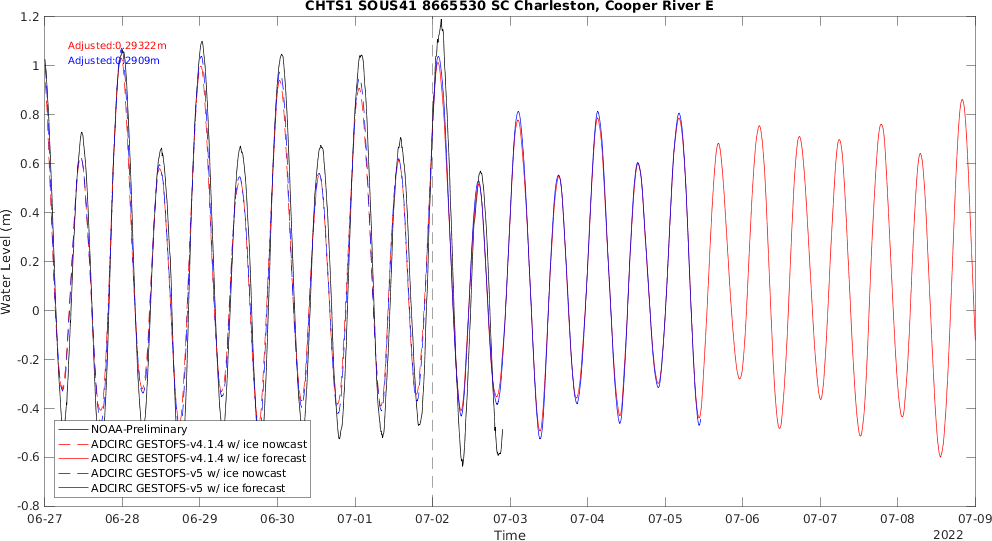 CHTS1 SOUS41 8665530 SC Charleston, Cooper River E
Adjusted:0.29322m
Adjusted:0.2909m
Water Level (m)
1.2
1
0.8
0.6
0.4
0.2
0
-0.2
-0.4
-0.6
-0.8
NOAA-Preliminary
ADCIRC GESTOFS-v4.1.4 w/ ice nowcast
ADCIRC GESTOFS-v4.1.4 w/ ice forecast
ADCIRC GESTOFS-v5 w/ ice nowcast
ADCIRC GESTOFS-v5 w/ ice forecast
06-27 06-28 06-29 06-30 07-01 07-02 07-03 07-04 07-05 07-06 07-07 07-08 07-09
Time
2022